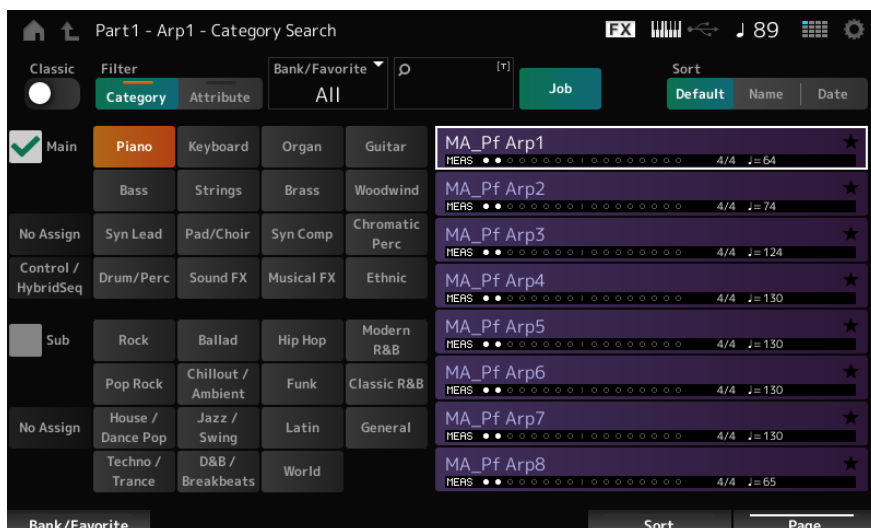 Part1 - Arp1 - Category Search
FX
♩ 89
Classic
Filter
Category
Attribute
Bank/Favorite
All
[T]
Job
Sort
Default
Name
Date
Main
Piano
Keyboard
Organ
Guitar
Bass
Strings
Brass
Woodwind
No Assign
Syn Lead
Pad/Choir
Syn Comp
Chromatic
Perc
Control /
HybridSeq
Drum/Perc
Sound FX
Musical FX
Ethnic
Sub
Rock
Ballad
Hip Hop
Modern
R&B
Pop Rock
Chillout /
Ambient
Funk
Classic R&B
No Assign
House /
Dance Pop
Jazz /
Swing
Latin
General
Techno /
Trance
D&B /
Breakbeats
World
MA_Pf Arp1
MEAS 4/4 ♩=64
MA_Pf Arp2
MEAS 4/4 ♩=74
MA_Pf Arp3
MEAS 4/4 ♩=124
MA_Pf Arp4
MEAS 4/4 ♩=130
MA_Pf Arp5
MEAS 4/4 ♩=130
MA_Pf Arp6
MEAS 4/4 ♩=130
MA_Pf Arp7
MEAS 4/4 ♩=130
MA_Pf Arp8
MEAS 4/4 ♩=65
Bank/Favorite
Sort
Page